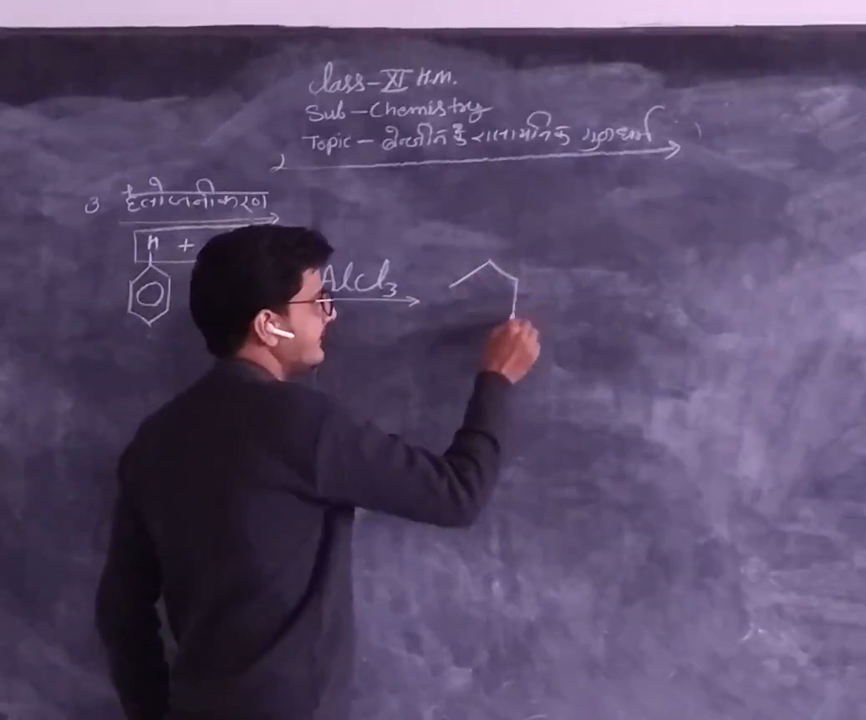 Class-XI H.M.
Sub-Chemistry
Topic- बेन्जीन के रासायनिक गुणधर्म
3 हैलोजनीकरण
H +
AlCl3